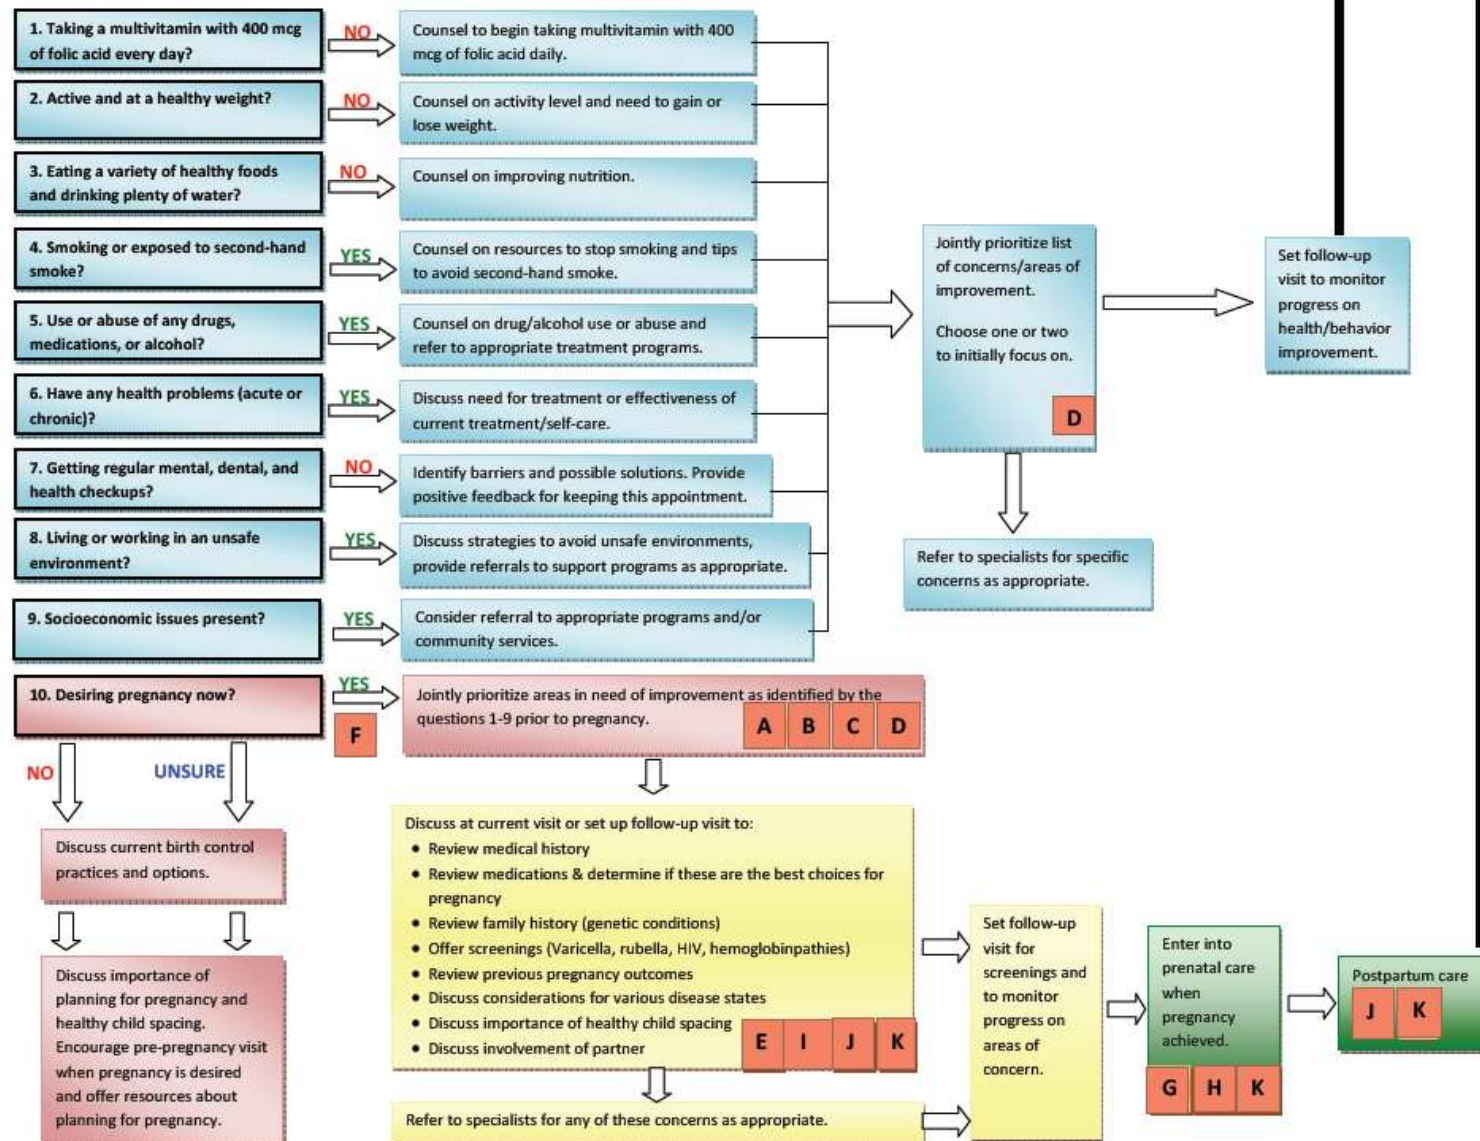 1. Taking a multivitamin with 400 mcg
of folic acid every day?
NO
Counsel to begin taking multivitamin with 400
mcg of folic acid daily.
2. Active and at a healthy weight?
NO
Counsel on activity level and need to gain or
lose weight.
3. Eating a variety of healthy foods
and drinking plenty of water?
NO
Counsel on improving nutrition.
4. Smoking or exposed to second-hand
smoke?
YES
Counsel on resources to stop smoking and tips
to avoid second-hand smoke.
5. Use or abuse of any drugs,
medications, or alcohol?
YES
Counsel on drug/alcohol use or abuse and
refer to appropriate treatment programs.
6. Have any health problems (acute or
chronic)?
YES
Discuss need for treatment or effectiveness of
current treatment/self-care.
7. Getting regular mental, dental, and
health checkups?
NO
Identify barriers and possible solutions. Provide
positive feedback for keeping this appointment.
8. Living or working in an unsafe
environment?
YES
Discuss strategies to avoid unsafe environments,
provide referrals to support programs as appropriate.
9. Socioeconomic issues present?
YES
Consider referral to appropriate programs and/or
community services.
Jointly prioritize list
of concerns/areas of
improvement.
Choose one or two
to initially focus on.
D
Set follow-up
visit to monitor
progress on
health/behavior
improvement.
Refer to specialists for specific
concerns as appropriate.
10. Desiring pregnancy now?
YES
F
Jointly prioritize areas in need of improvement as identified by the
questions 1-9 prior to pregnancy.
A B C D
NO
UNSURE
Discuss current birth control
practices and options.
Discuss importance of
planning for pregnancy and
healthy child spacing.
Encourage pre-pregnancy visit
when pregnancy is desired
and offer resources about
planning for pregnancy.
Discuss at current visit or set up follow-up visit to:
• Review medical history
• Review medications & determine if these are the best choices for
pregnancy
• Review family history (genetic conditions)
• Offer screenings (Varicella, rubella, HIV, hemoglobinpathies)
• Review previous pregnancy outcomes
• Discuss considerations for various disease states
• Discuss importance of healthy child spacing
• Discuss involvement of partner
E I J K
Refer to specialists for any of these concerns as appropriate.
Set follow-up
visit for
screenings and
to monitor
progress on
areas of
concern.
Enter into
prenatal care
when
pregnancy
achieved.
G H K
Postpartum care
J K